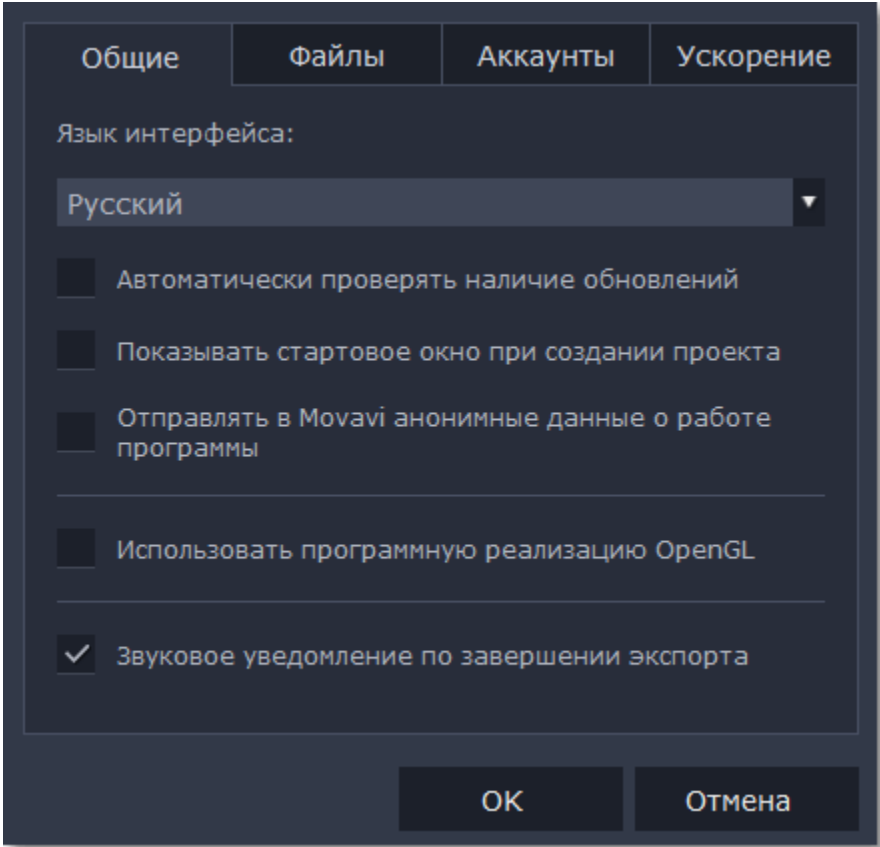 Общие
Файлы
Аккаунты
Ускорение
Язык интерфейса:
Русский
Автоматически проверять наличие обновлений
Показывать стартовое окно при создании проекта
Отправлять в Movavi анонимные данные о работе
программы
Использовать программную реализацию OpenGL
Звуковое уведомление по завершении экспорта
OK
Отмена